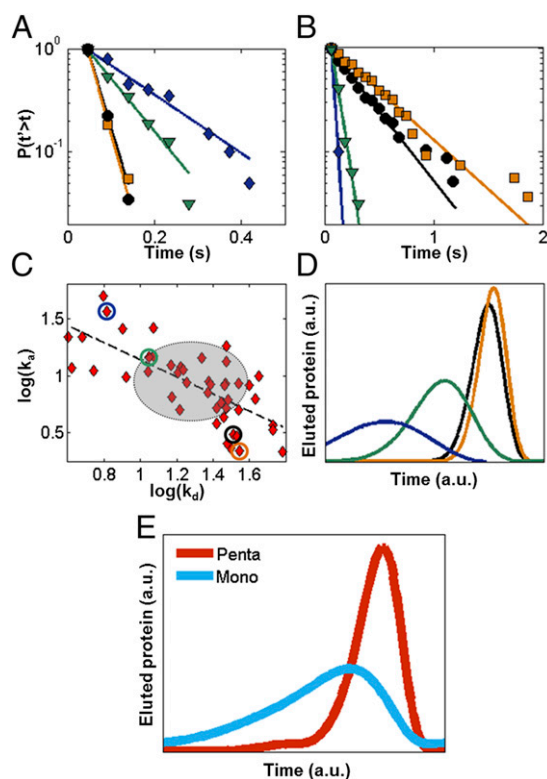 A
B
10⁰
10⁻¹
P(t'>t)
0
0.2
0.4
Time (s)
0
1
2
Time (s)
C
D
1.5
1
0.5
log(kₐ)
0.8
1.0
1.2
1.4
1.6
log(k_d)
Eluted protein (a.u.)
Time (a.u.)
E
Penta
Mono
Eluted protein (a.u.)
Time (a.u.)